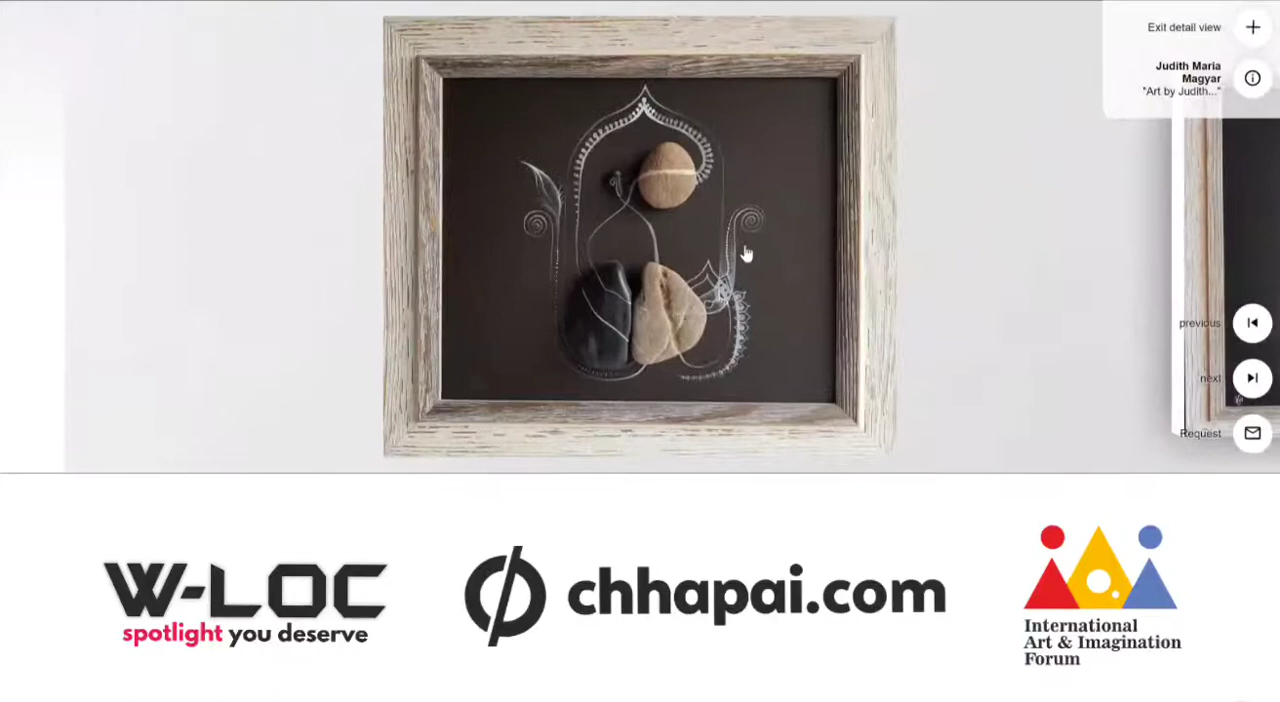 Exit detail view
Judith Maria
Magyar
"Art by Judith..."
previous
next
Request
W-LOC
spotlight you deserve
chhapai.com
International
Art & Imagination
Forum